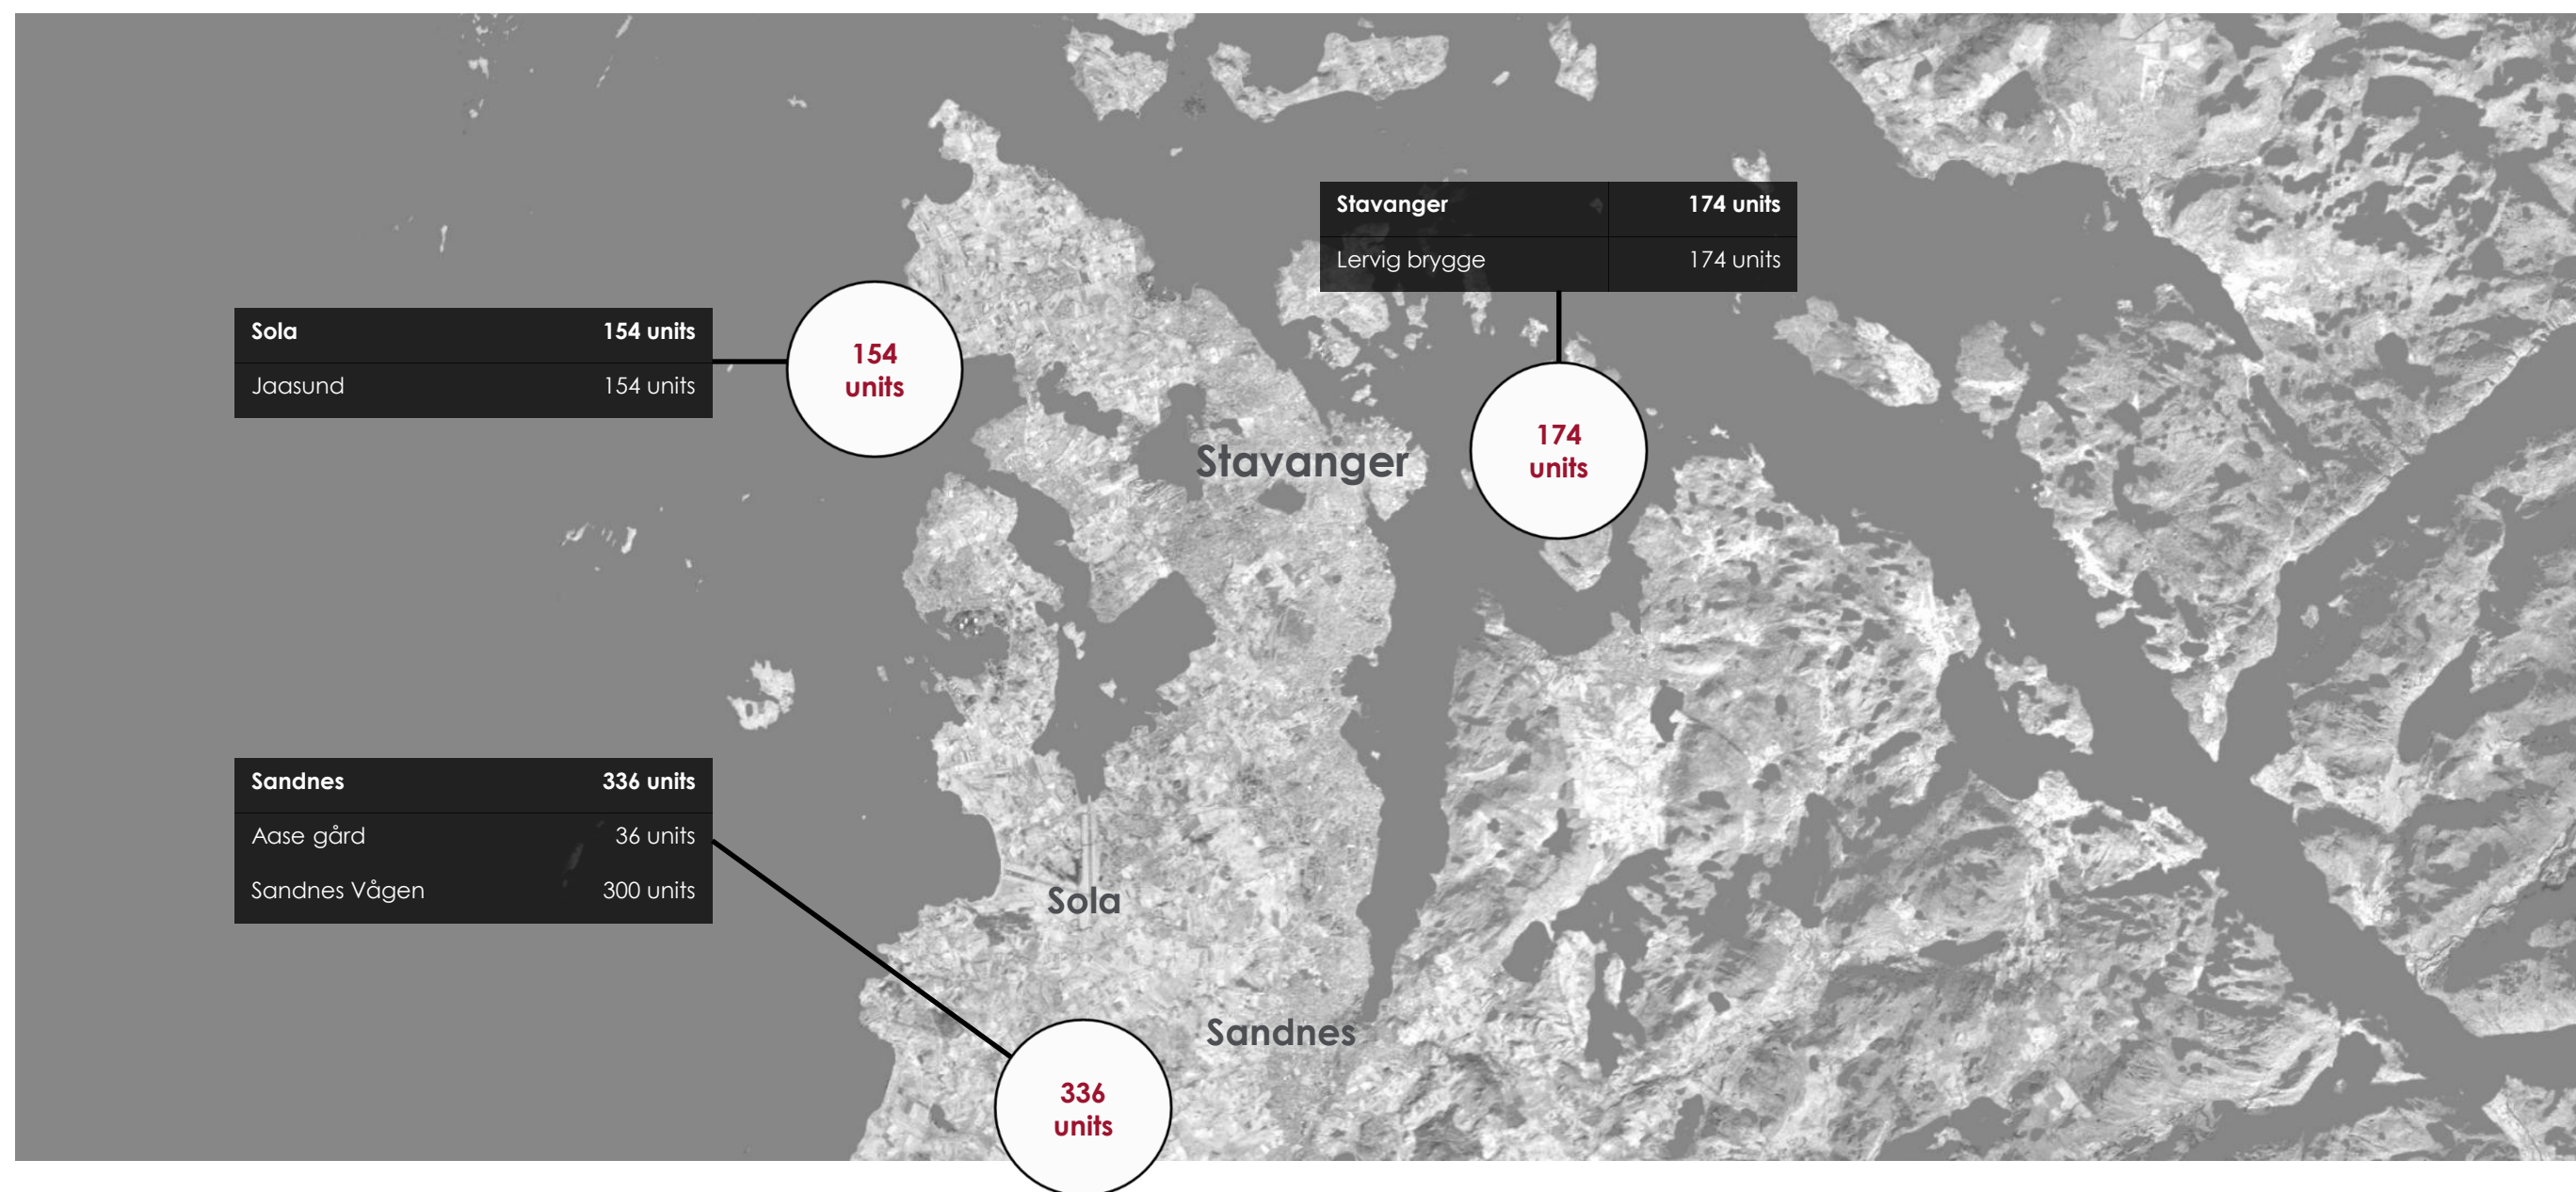 Stavanger 174 units
Lervig brygge 174 units
Sola 154 units
Jaasund 154 units
154
units
174
units
Stavanger
Sandnes 336 units
Aase gård 36 units
Sandnes Vågen 300 units
Sola
Sandnes
336
units